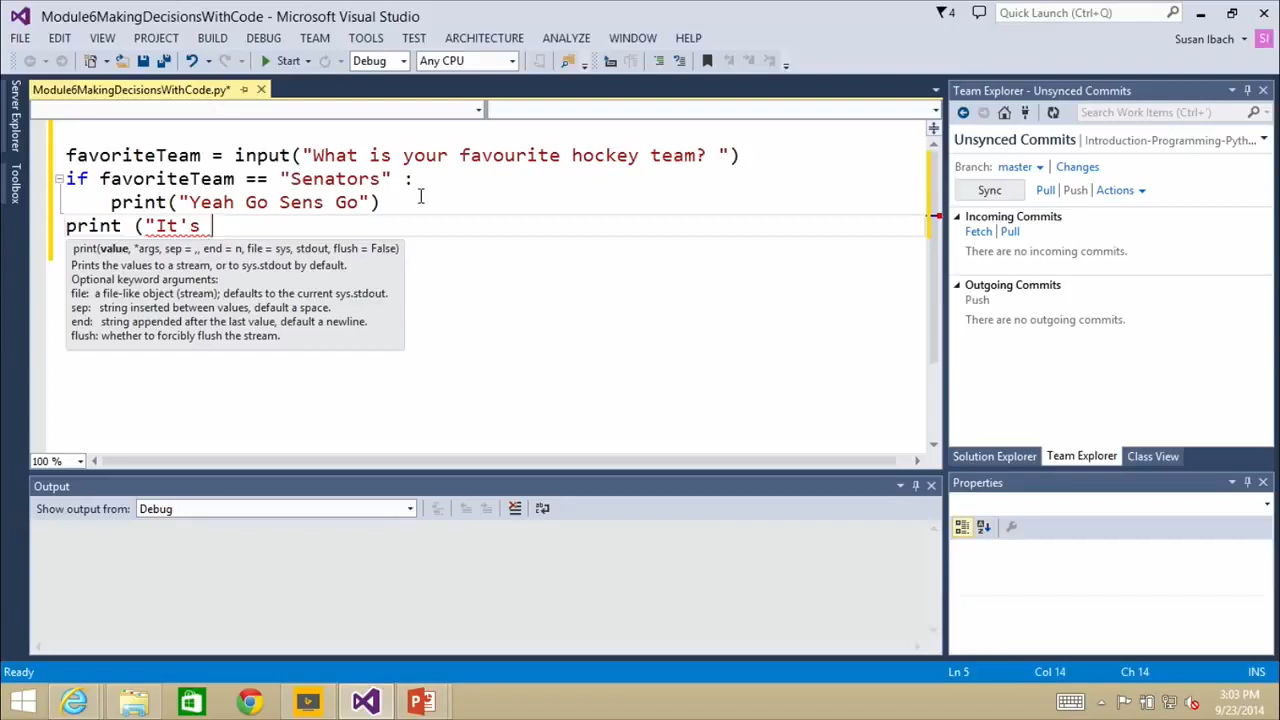 Module6MakingDecisionsWithCode - Microsoft Visual Studio
4
Quick Launch (Ctrl+Q)
FILE EDIT VIEW PROJECT BUILD DEBUG TEAM TOOLS TEST ARCHITECTURE ANALYZE WINDOW HELP
Susan Ibach
SI
Start
Debug
Any CPU
Server Explorer
Toolbox
Module6MakingDecisionsWithCode.py*
favoriteTeam = input("What is your favourite hockey team? ")
if favoriteTeam == "Senators" :
print("Yeah Go Sens Go")
print ("It's
print(value, *args, sep = ,, end = n, file = sys, stdout, flush = False)
Prints the values to a stream, or to sys.stdout by default.
Optional keyword arguments:
file: a file-like object (stream); defaults to the current sys.stdout.
sep: string inserted between values, default a space.
end: string appended after the last value, default a newline.
flush: whether to forcibly flush the stream.
100 %
Output
Show output from: Debug
Team Explorer - Unsynced Commits
Search Work Items (Ctrl+')
Unsynced Commits
Introduction-Programming-Pyth...
Branch: master
Changes
Sync
Pull
Push
Actions
Incoming Commits
Fetch | Pull
There are no incoming commits.
Outgoing Commits
Push
There are no outgoing commits.
Solution Explorer
Team Explorer
Class View
Properties
Ready
Ln 5
Col 14
Ch 14
INS
3:03 PM
9/23/2014